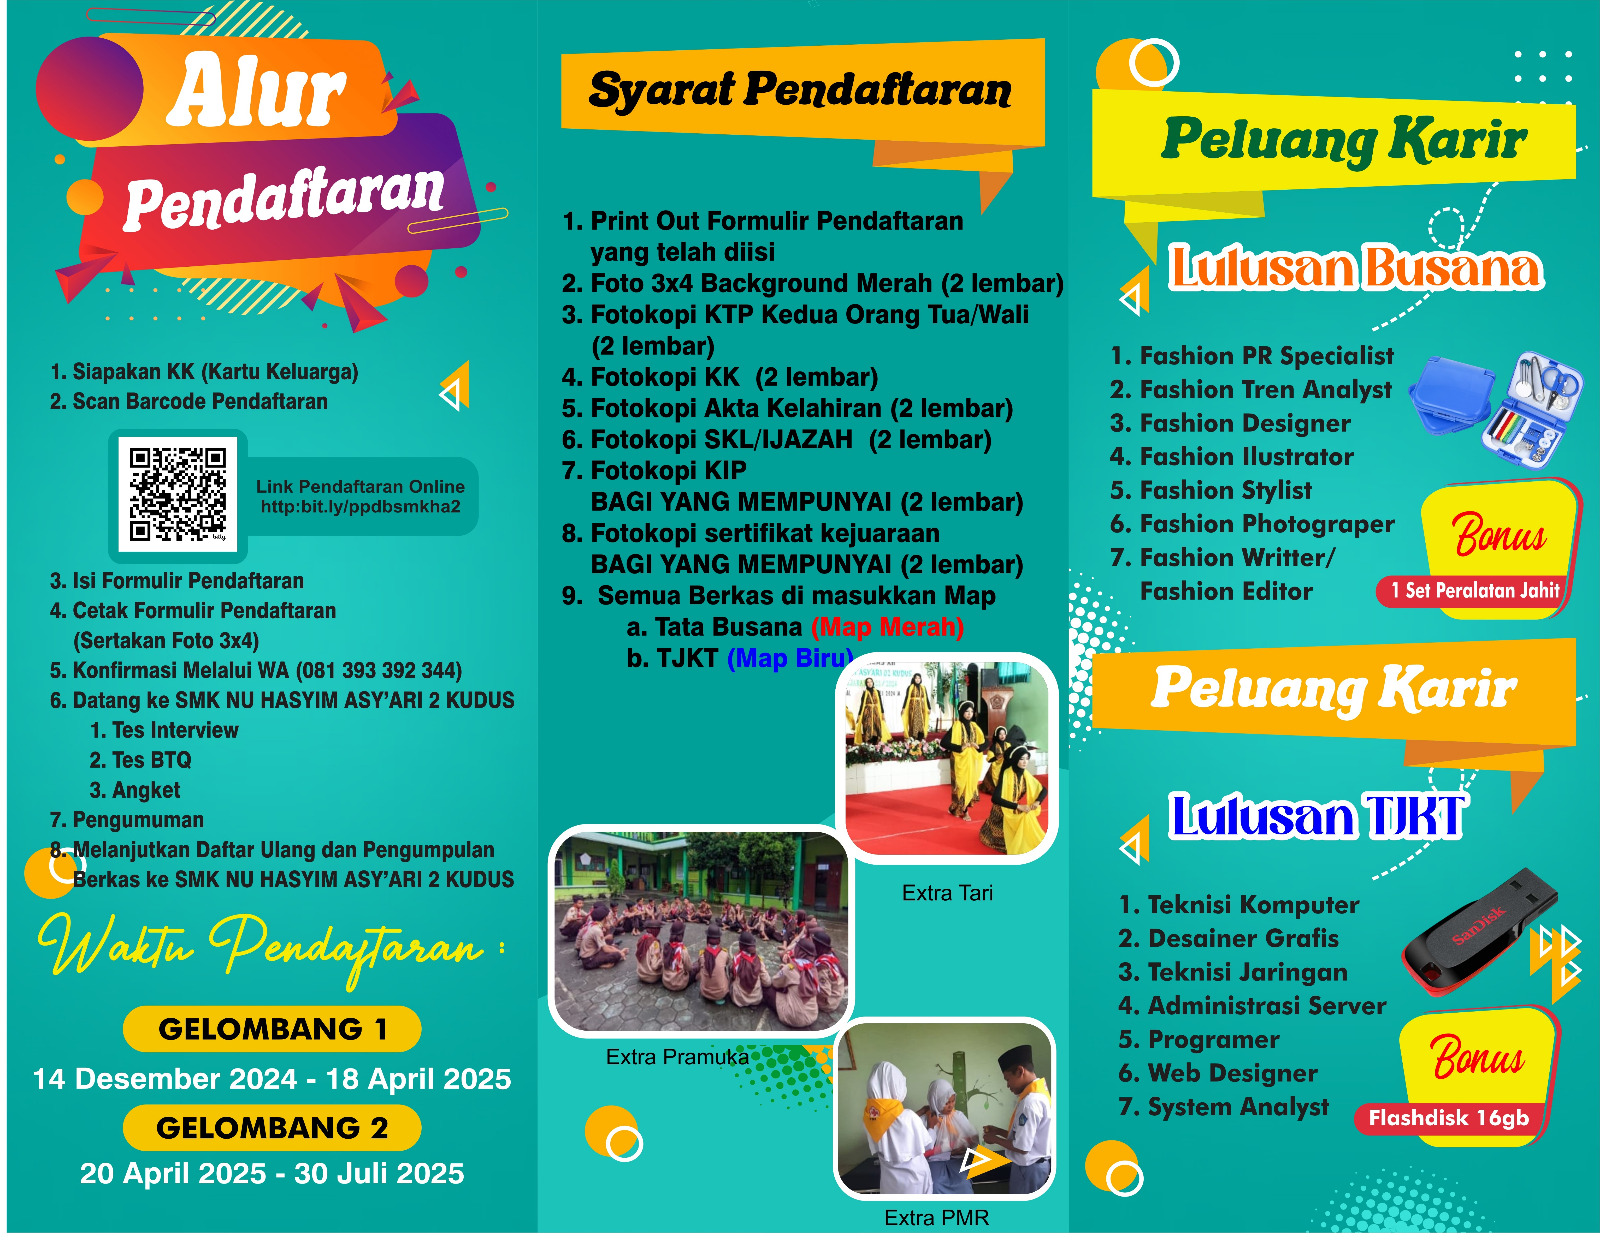 Alur
Pendaftaran
1. Siapakan KK (Kartu Keluarga)
2. Scan Barcode Pendaftaran
bitly
Link Pendaftaran Online
http:bit.ly/ppdbsmkha2
3. Isi Formulir Pendaftaran
4. Cetak Formulir Pendaftaran
(Sertakan Foto 3x4)
5. Konfirmasi Melalui WA (081 393 392 344)
6. Datang ke SMK NU HASYIM ASY'ARI 2 KUDUS
1. Tes Interview
2. Tes BTQ
3. Angket
7. Pengumuman
8. Melanjutkan Daftar Ulang dan Pengumpulan
Berkas ke SMK NU HASYIM ASY'ARI 2 KUDUS
Waktu Pendaftaran :
GELOMBANG 1
14 Desember 2024 - 18 April 2025
GELOMBANG 2
20 April 2025 - 30 Juli 2025
Syarat Pendaftaran
1. Print Out Formulir Pendaftaran
yang telah diisi
2. Foto 3x4 Background Merah (2 lembar)
3. Fotokopi KTP Kedua Orang Tua/Wali
(2 lembar)
4. Fotokopi KK (2 lembar)
5. Fotokopi Akta Kelahiran (2 lembar)
6. Fotokopi SKL/IJAZAH (2 lembar)
7. Fotokopi KIP
BAGI YANG MEMPUNYAI (2 lembar)
8. Fotokopi sertifikat kejuaraan
BAGI YANG MEMPUNYAI (2 lembar)
9. Semua Berkas di masukkan Map
a. Tata Busana (Map Merah)
b. TJKT (Map Biru)
Extra Tari
Extra Pramuka
Extra PMR
Peluang Karir
Lulusan Busana
1. Fashion PR Specialist
2. Fashion Tren Analyst
3. Fashion Designer
4. Fashion Ilustrator
5. Fashion Stylist
6. Fashion Photograper
7. Fashion Writter/
Fashion Editor
Bonus
1 Set Peralatan Jahit
Peluang Karir
Lulusan TJKT
1. Teknisi Komputer
2. Desainer Grafis
3. Teknisi Jaringan
4. Administrasi Server
5. Programer
6. Web Designer
7. System Analyst
SanDisk
Bonus
Flashdisk 16gb